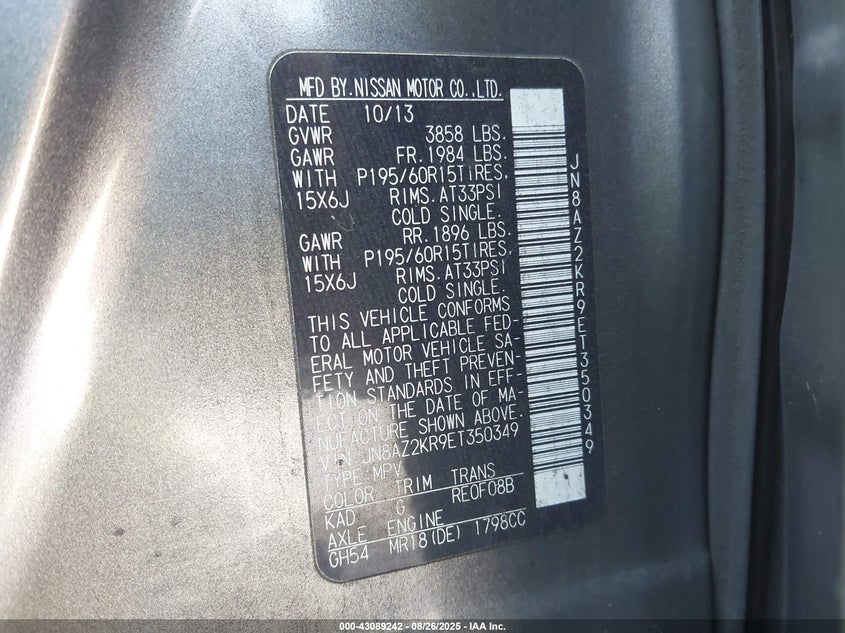 MFD BY.NISSAN MOTOR CO.,LTD.
DATE 10/13
GVWR 3858 LBS.
GAWR FR. 1984 LBS.
WITH P195/60R15TIRES.
15X6J RIMS. AT33PSI
COLD SINGLE.
GAWR RR. 1896 LBS.
WITH P195/60R15TIRES.
15X6J RIMS. AT33PSI
COLD SINGLE.
THIS VEHICLE CONFORMS
TO ALL APPLICABLE FED-
ERAL MOTOR VEHICLE SA-
FETY AND THEFT PREVEN-
TION STANDARDS IN EFF-
ECT ON THE DATE OF MA-
NUFACTURE SHOWN ABOVE.
VIN: JN8AZ2KR9ET350349
TYPE:MPV
COLOR TRIM TRANS
KAD G RE0F08B
AXLE ENGINE
GH54 MR18(DE) 1798CC
JN8AZ2KR9ET350349
000-43089242 - 08/26/2025 - IAA Inc.